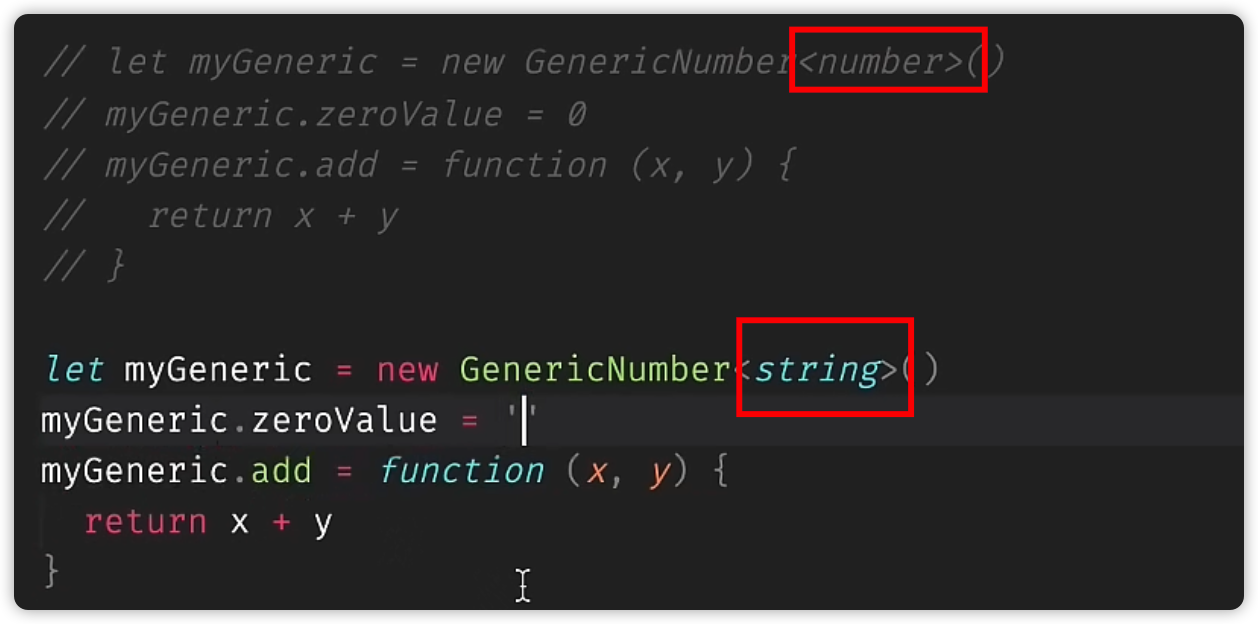 // let myGeneric = new GenericNumber<number>()
// myGeneric.zeroValue = 0
// myGeneric.add = function (x, y) {
//   return x + y
// }
let myGeneric = new GenericNumber<string>()
myGeneric.zeroValue = ''
myGeneric.add = function (x, y) {
  return x + y
}